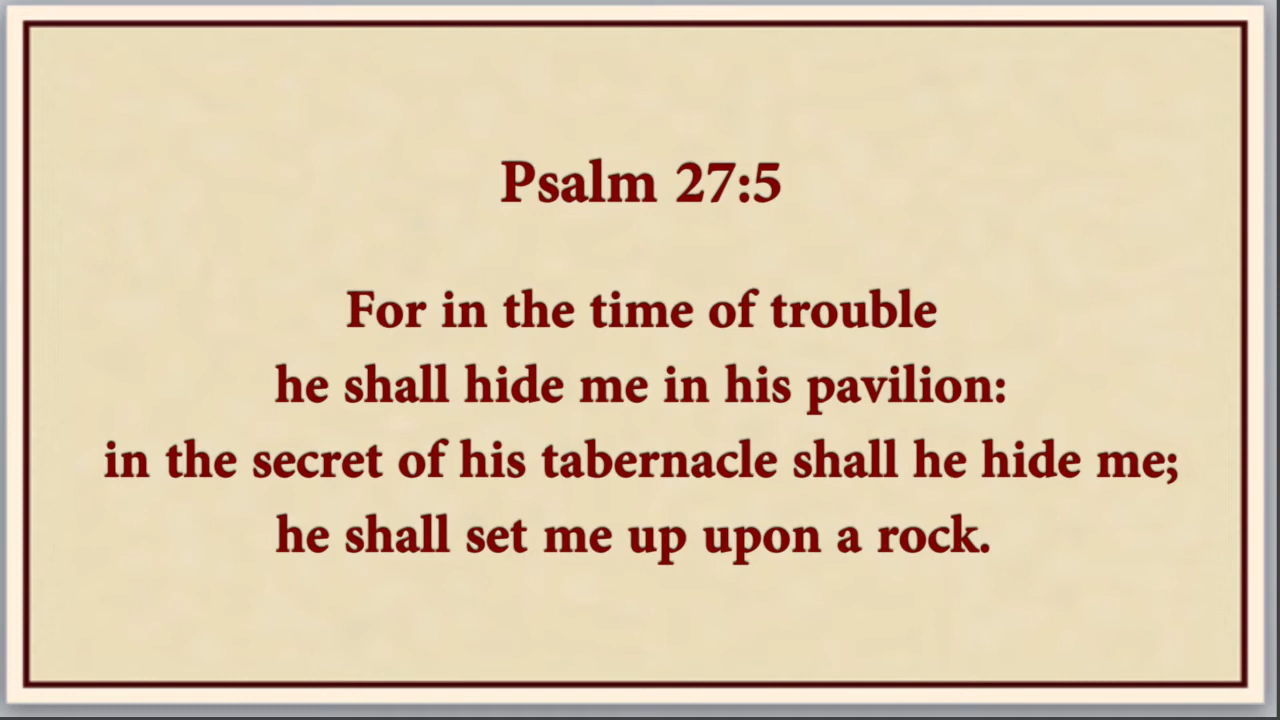 Psalm 27:5
For in the time of trouble
he shall hide me in his pavilion:
in the secret of his tabernacle shall he hide me;
he shall set me up upon a rock.